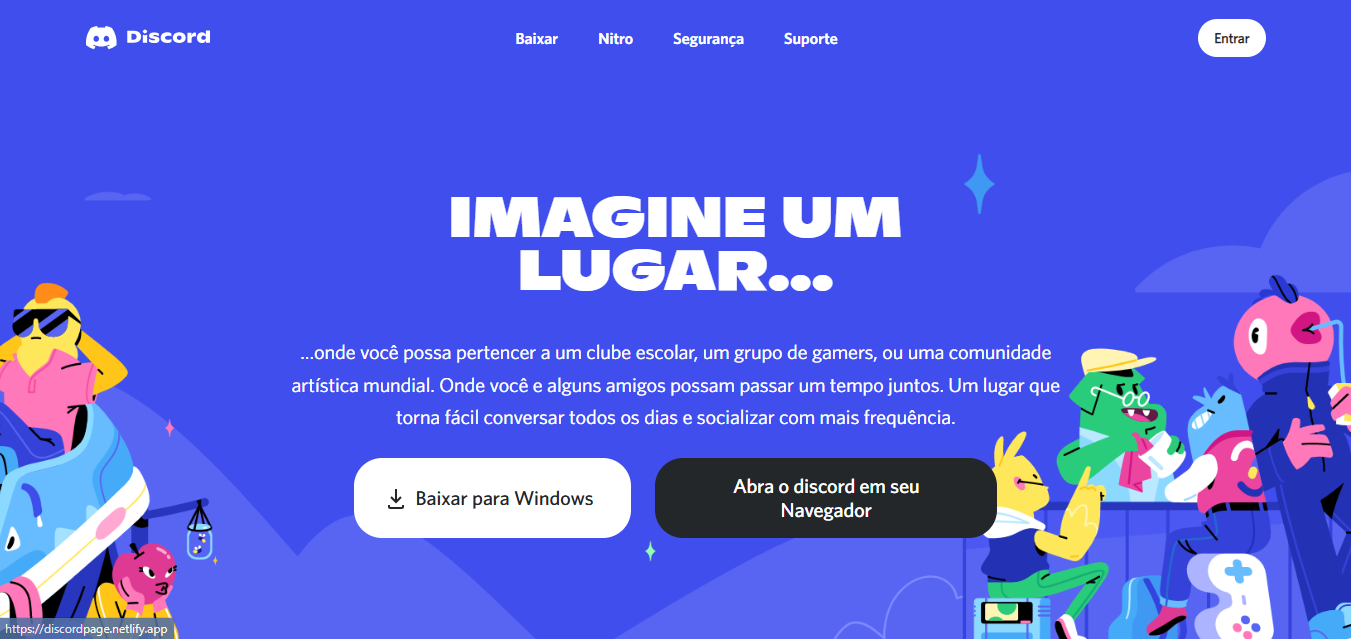 Discord
Baixar
Nitro
Segurança
Suporte
Entrar
IMAGINE UM
LUGAR...
...onde você possa pertencer a um clube escolar, um grupo de gamers, ou uma comunidade
artística mundial. Onde você e alguns amigos possam passar um tempo juntos. Um lugar que
torna fácil conversar todos os dias e socializar com mais frequência.
Baixar para Windows
Abra o discord em seu
Navegador
https://discordpage.netlify.app